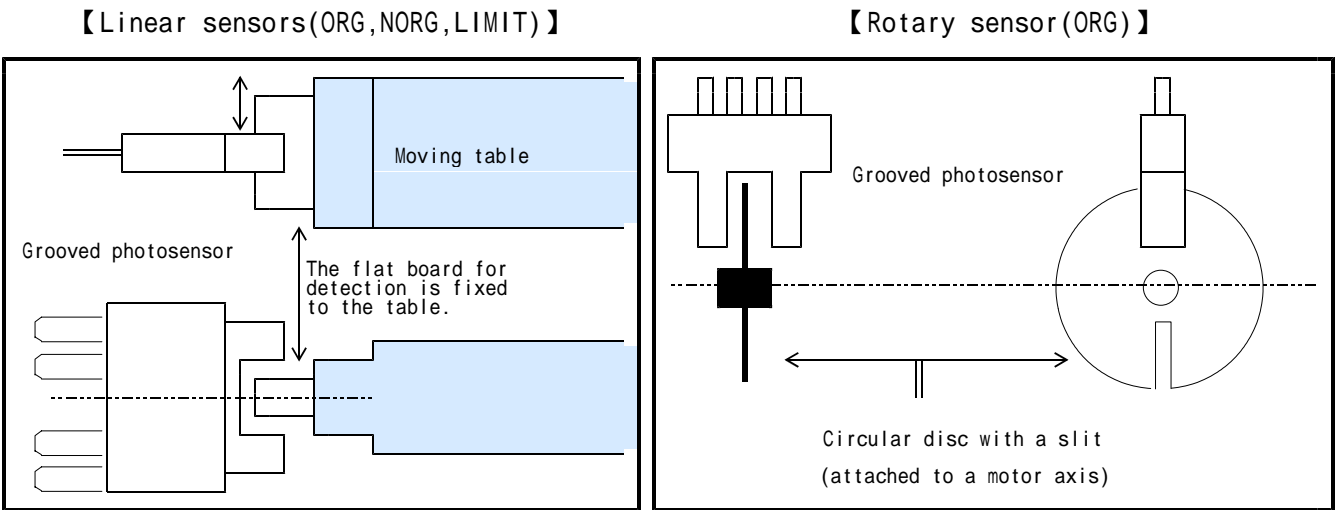 【Linear sensors(ORG,NORG,LIMIT)】
Moving table
Grooved photosensor
The flat board for
detection is fixed
to the table.
【Rotary sensor(ORG)】
Grooved photosensor
Circular disc with a slit
(attached to a motor axis)